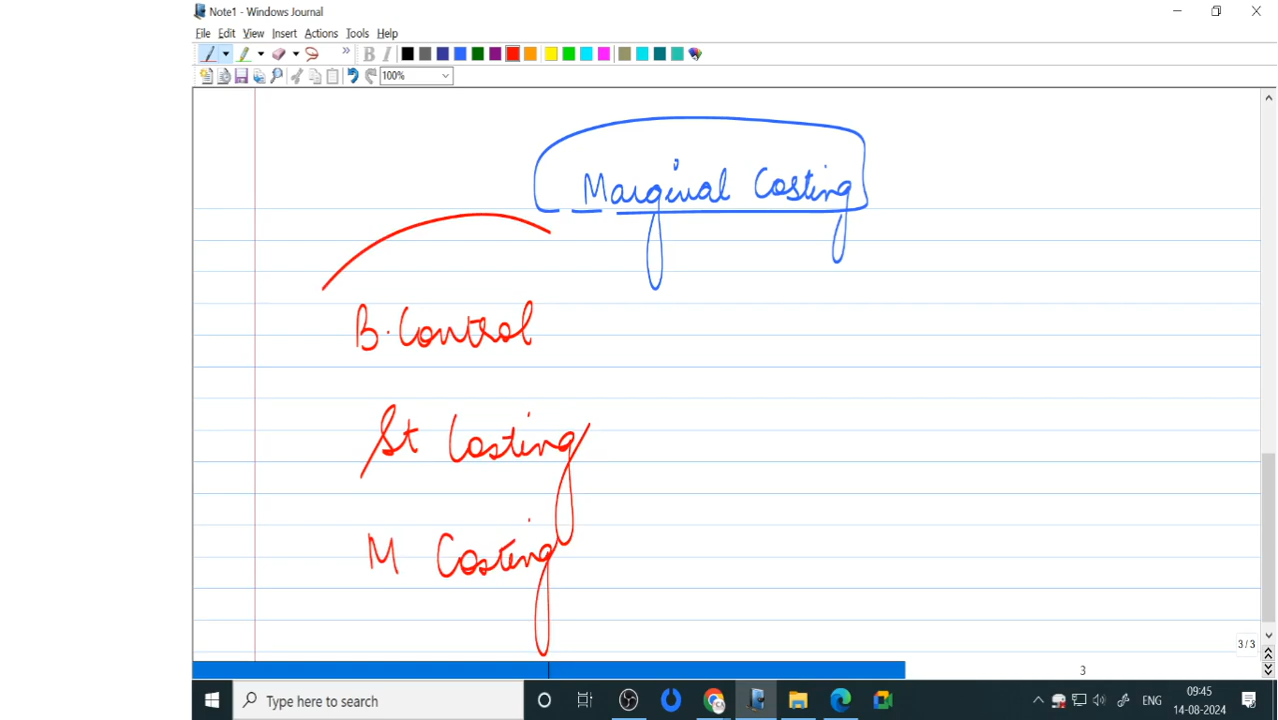 Note1 - Windows Journal
File Edit View Insert Actions Tools Help
» B I
100%
Marginal Costing
B. Control
St Costing
M Costing
3 / 3
3
Type here to search
ENG
09:45
14-08-2024